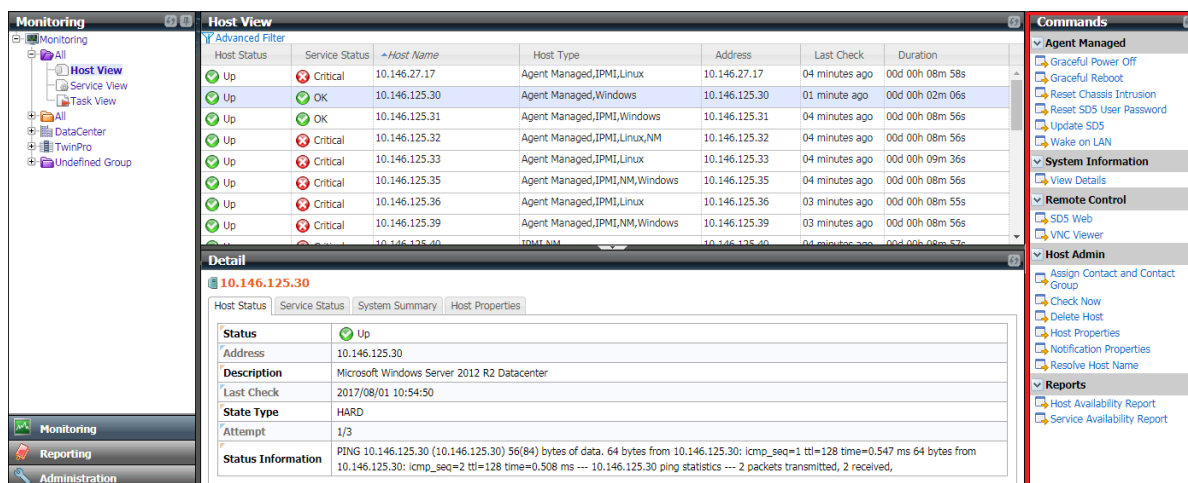 Monitoring
Monitoring
All
Host View
Service View
Task View
All
DataCenter
TwinPro
Undefined Group
Monitoring
Reporting
Administration
Host View
Advanced Filter
Host Status Service Status Host Name Host Type Address Last Check Duration
Up Critical 10.146.27.17 Agent Managed,IPMI,Linux 10.146.27.17 04 minutes ago 00d 00h 08m 58s
Up OK 10.146.125.30 Agent Managed,Windows 10.146.125.30 01 minute ago 00d 00h 02m 06s
Up OK 10.146.125.31 Agent Managed,IPMI,Windows 10.146.125.31 04 minutes ago 00d 00h 08m 56s
Up Critical 10.146.125.32 Agent Managed,IPMI,Linux,NM 10.146.125.32 04 minutes ago 00d 00h 08m 56s
Up Critical 10.146.125.33 Agent Managed,IPMI,Linux 10.146.125.33 04 minutes ago 00d 00h 09m 36s
Up Critical 10.146.125.35 Agent Managed,IPMI,NM,Windows 10.146.125.35 04 minutes ago 00d 00h 08m 56s
Up Critical 10.146.125.36 Agent Managed,IPMI,Linux 10.146.125.36 03 minutes ago 00d 00h 08m 55s
Up Critical 10.146.125.39 Agent Managed,IPMI,NM,Windows 10.146.125.39 03 minutes ago 00d 00h 08m 56s
10.146.125.40 IPMI,NM 10.146.125.40 04 minutes ago 00d 00h 08m 57s
Detail
10.146.125.30
Host Status Service Status System Summary Host Properties
Status Up
Address 10.146.125.30
Description Microsoft Windows Server 2012 R2 Datacenter
Last Check 2017/08/01 10:54:50
State Type HARD
Attempt 1/3
Status Information PING 10.146.125.30 (10.146.125.30) 56(84) bytes of data. 64 bytes from 10.146.125.30: icmp_seq=1 ttl=128 time=0.547 ms 64 bytes from
10.146.125.30: icmp_seq=2 ttl=128 time=0.508 ms --- 10.146.125.30 ping statistics --- 2 packets transmitted, 2 received,
Commands
Agent Managed
Graceful Power Off
Graceful Reboot
Reset Chassis Intrusion
Reset SD5 User Password
Update SD5
Wake on LAN
System Information
View Details
Remote Control
SD5 Web
VNC Viewer
Host Admin
Assign Contact and Contact
Group
Check Now
Delete Host
Host Properties
Notification Properties
Resolve Host Name
Reports
Host Availability Report
Service Availability Report